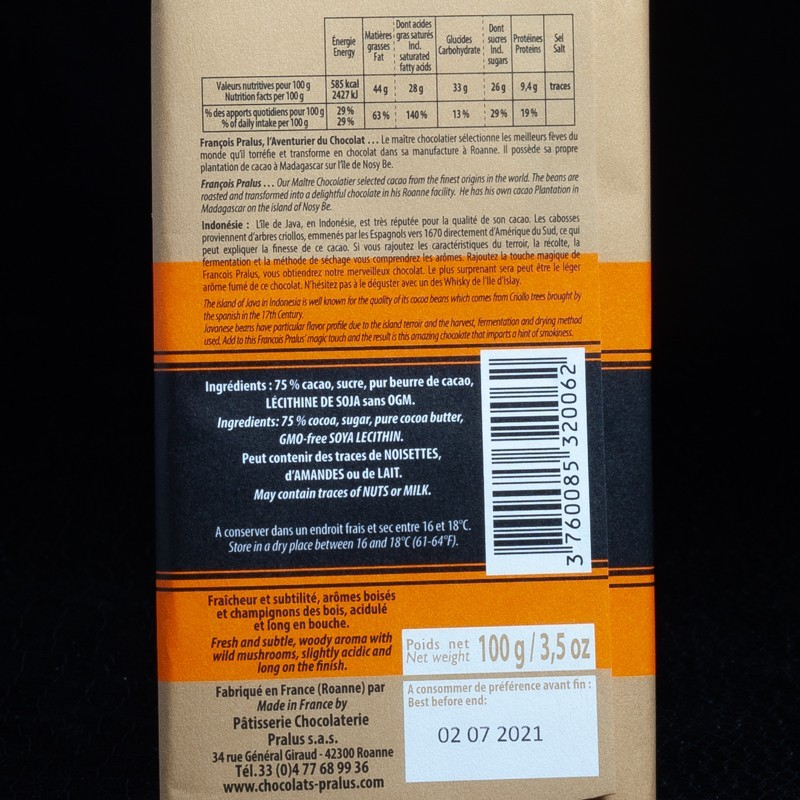 Énergie
Energy
Matières
grasses
Fat
Dont acides
gras saturés
Incl.
saturated
fatty acids
Glucides
Carbohydrate
Dont
sucres
Incl.
sugars
Protéines
Proteins
Sel
Salt
Valeurs nutritives pour 100 g
Nutrition facts per 100 g
585 kcal
2427 kJ
44 g
28 g
33 g
26 g
9,4 g
traces
% des apports quotidiens pour 100 g
% of daily intake per 100 g
29 %
29 %
63 %
140 %
13 %
29 %
19 %
François Pralus, l'Aventurier du Chocolat ... Le maître chocolatier sélectionne les meilleurs fèves du
monde qu'il torréfie et transforme en chocolat dans sa manufacture à Roanne. Il possède sa propre
plantation de cacao à Madagascar sur l'île de Nosy Be.
François Pralus ... Our Maître Chocolatier selected cacao from the finest origins in the world. The beans are
roasted and transformed into a delightful chocolate in his Roanne facility. He has his own cacao Plantation in
Madagascar on the island of Nosy Be.
Indonésie : L'île de Java, en Indonésie, est très réputée pour la qualité de son cacao. Les cabosses
proviennent d'arbres criollos, emmenés par les Espagnols vers 1670 directement d'Amérique du Sud, ce qui
peut expliquer la finesse de ce cacao. Si vous rajoutez les caractéristiques du terroir, la récolte, la
fermentation et la méthode de séchage vous comprendrez les arômes. Rajoutez la touche magique de
Francois Pralus, vous obtiendrez notre merveilleux chocolat. Le plus surprenant sera peut être le léger
arôme fumé de ce chocolat. N'hésitez pas à le déguster avec un des Whisky de l'Ile d'Islay.
The island of Java in Indonesia is well known for the quality of its cocoa beans which comes from Criollo trees brought by
the spanish in the 17th Century.
Javanese beans have particular flavor profile due to the island terroir and the harvest, fermentation and drying method
used. Add to this Francois Pralus' magic touch and the result is this amazing chocolate that imparts a hint of smokiness.
Ingrédients : 75 % cacao, sucre, pur beurre de cacao,
LÉCITHINE DE SOJA sans OGM.
Ingredients: 75 % cocoa, sugar, pure cocoa butter,
GMO-free SOYA LECITHIN.
Peut contenir des traces de NOISETTES,
d'AMANDES ou de LAIT.
May contain traces of NUTS or MILK.
A conserver dans un endroit frais et sec entre 16 et 18°C.
Store in a dry place between 16 and 18°C (61-64°F).
3 760085 320062
Fraîcheur et subtilité, arômes boisés
et champignons des bois, acidulé
et long en bouche.
Fresh and subtle, woody aroma with
wild mushrooms, slightly acidic and
long on the finish.
Poids net
Net weight
100 g / 3,5 oz
Fabriqué en France (Roanne) par
Made in France by
Pâtisserie Chocolaterie
Pralus s.a.s.
34 rue Général Giraud - 42300 Roanne
Tél.33 (0)4 77 68 99 36
www.chocolats-pralus.com
A consommer de préférence avant fin :
Best before end:
02 07 2021